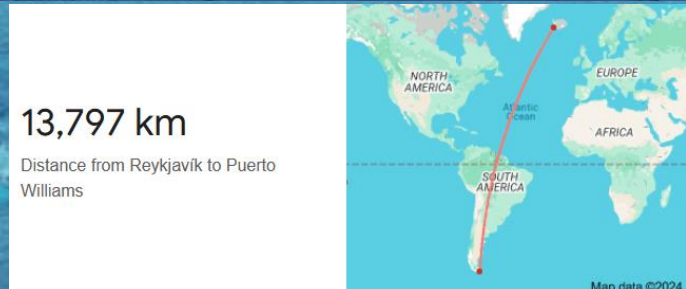 13,797 km
Distance from Reykjavík to Puerto
Williams
NORTH
AMERICA
EUROPE
Atlantic
Ocean
AFRICA
SOUTH
AMERICA
Map data ©2024